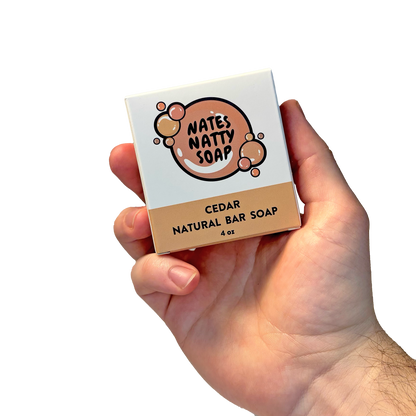 NATES
NATTY
SOAP
CEDAR
NATURAL BAR SOAP
4 oz